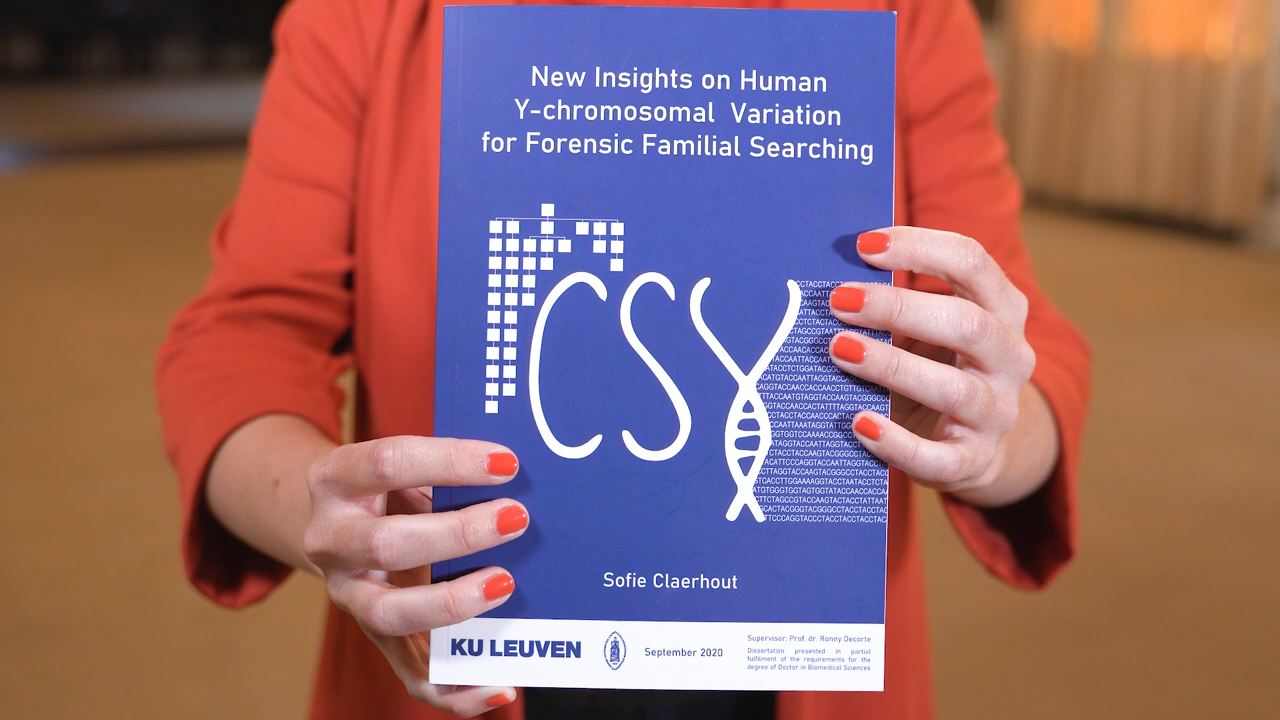 New Insights on Human
Y-chromosomal Variation
for Forensic Familial Searching
CSY
Sofie Claerhout
KU LEUVEN
September 2020
Supervisor: Prof. dr. Ronny Decorte
Dissertation presented in partial
fulfilment of the requirements for the
degree of Doctor in Biomedical Sciences